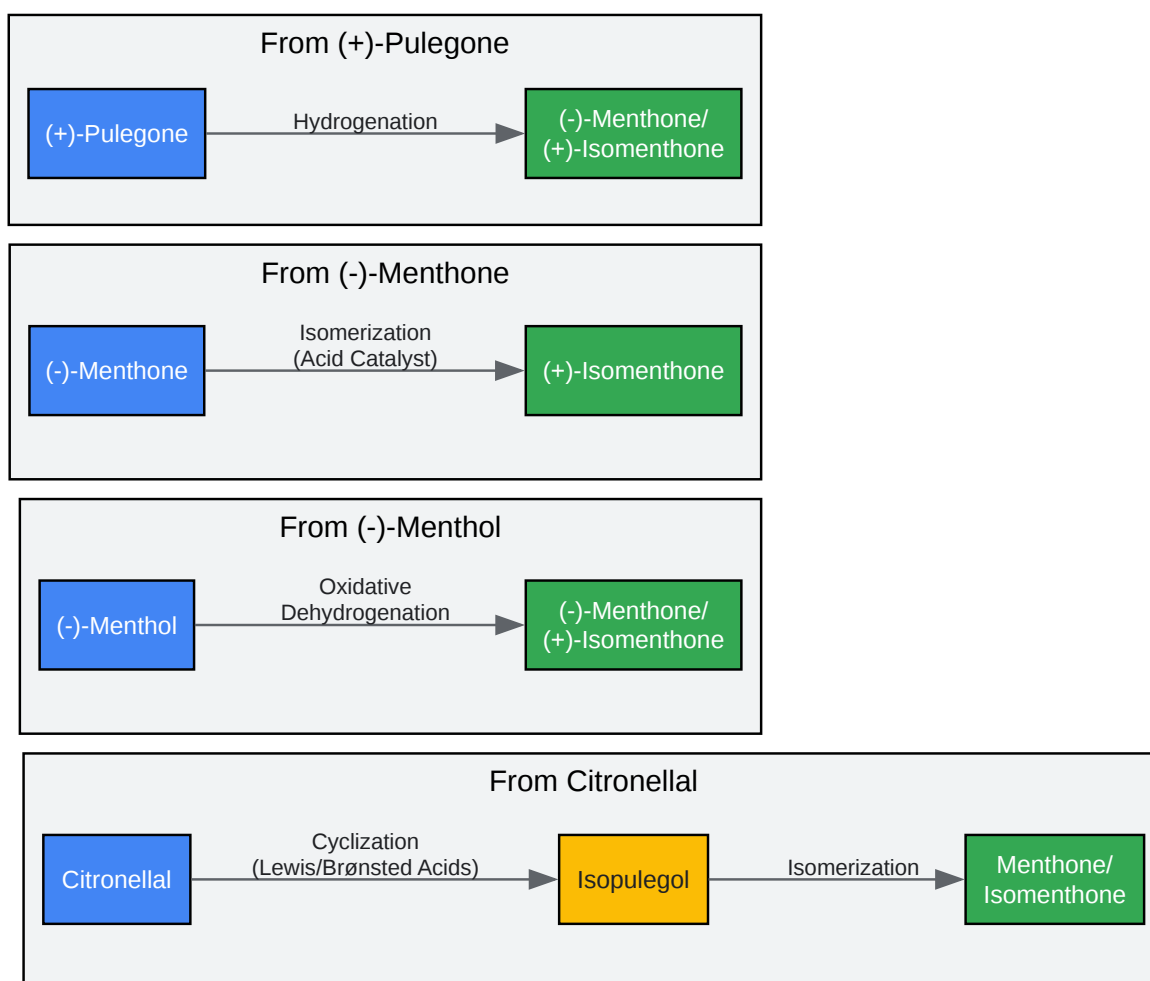 From (+)-Pulegone
(+)-Pulegone
Hydrogenation
(-)-Menthone/
(+)-Isomenthone
From (-)-Menthone
(-)-Menthone
Isomerization
(Acid Catalyst)
(+)-Isomenthone
From (-)-Menthol
(-)-Menthol
Oxidative
Dehydrogenation
(-)-Menthone/
(+)-Isomenthone
From Citronellal
Citronellal
Cyclization
(Lewis/Brønsted Acids)
Isopulegol
Isomerization
Menthone/
Isomenthone